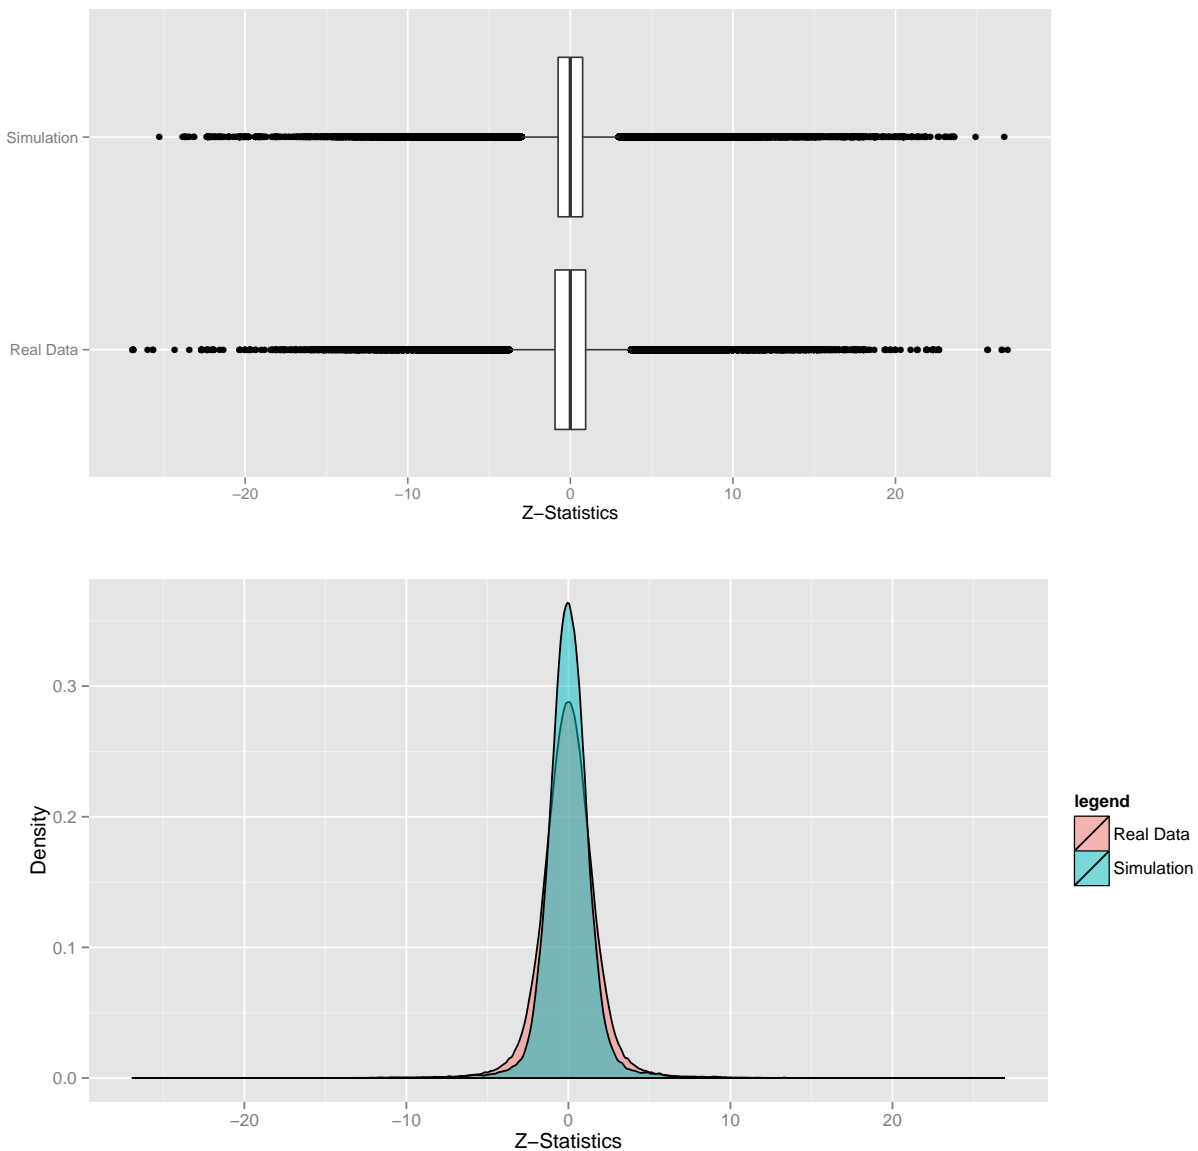 Simulation
Real Data
−20 −10 0 10 20
Z−Statistics
0.3
0.2
0.1
0.0
Density
−20 −10 0 10 20
Z−Statistics
legend
Real Data
Simulation